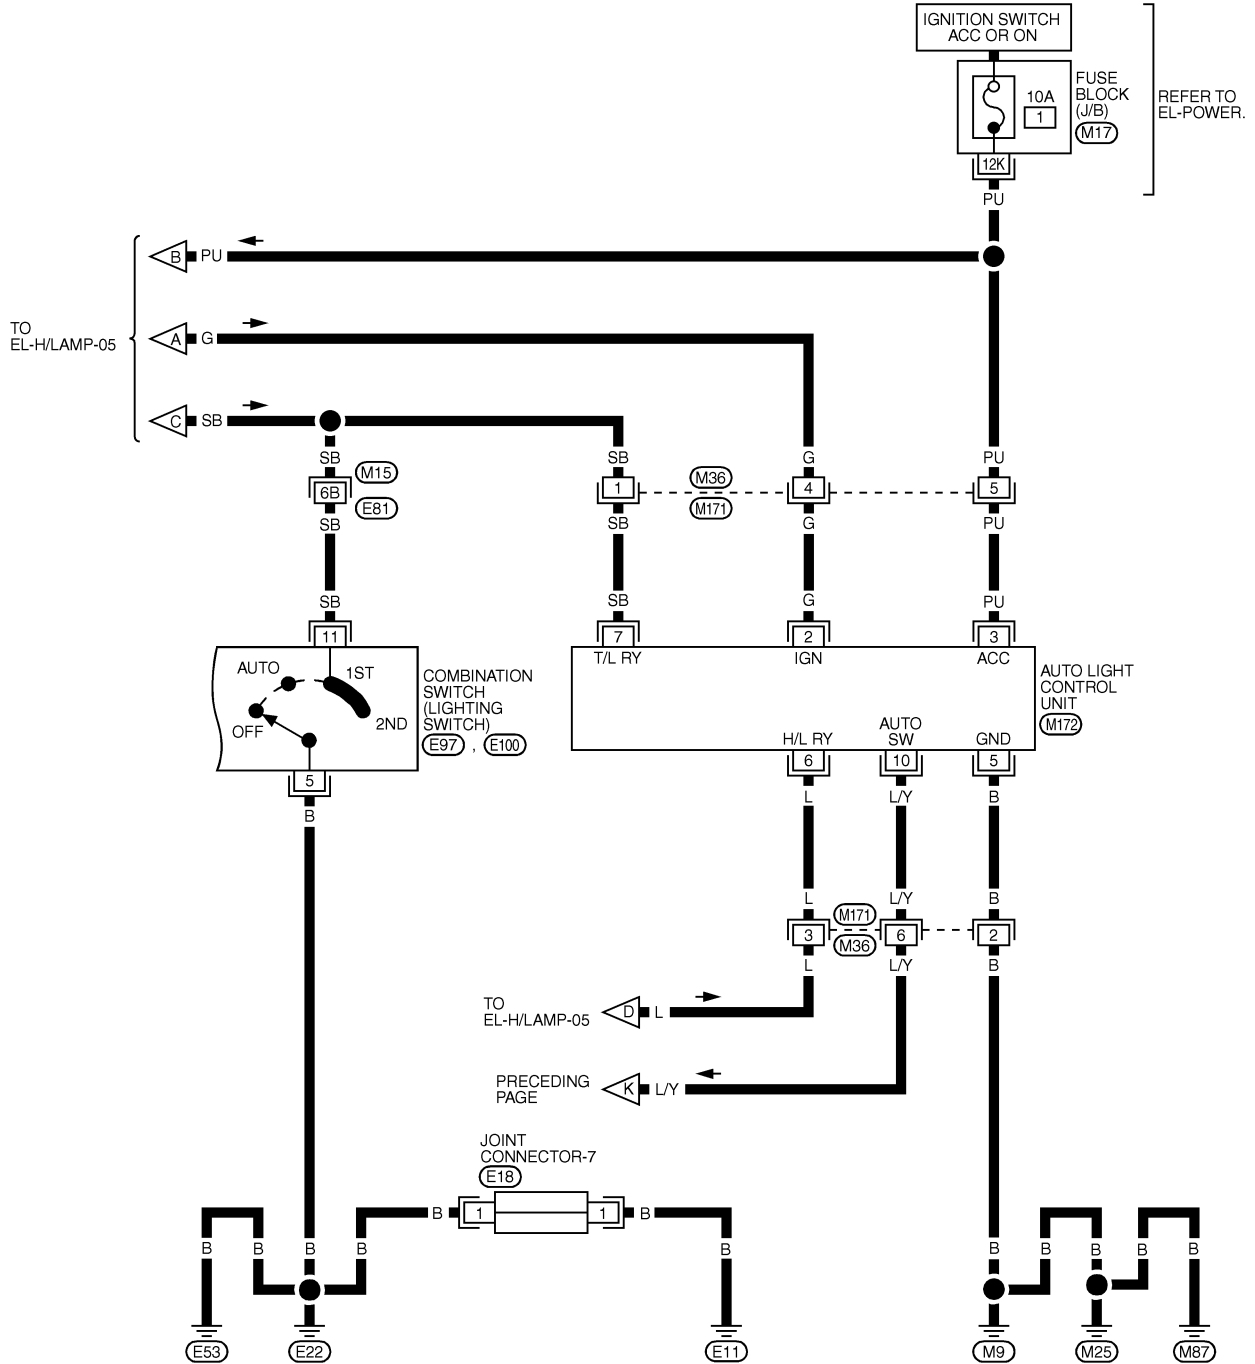 IGNITION SWITCH
ACC OR ON
10A
1
FUSE
BLOCK
(J/B)
M17
REFER TO
EL-POWER.
12K
PU
B PU
TO
EL-H/LAMP-05
A G
C SB
SB
M15
6B
E81
SB
SB
11
SB
G
PU
1
M36
M171
4
5
SB
G
PU
SB
G
PU
7
2
3
T/L RY
IGN
ACC
AUTO
1ST
OFF
2ND
COMBINATION
SWITCH
(LIGHTING
SWITCH)
E97 , E100
5
B
AUTO LIGHT
CONTROL
UNIT
M172
H/L RY
AUTO
SW
GND
6
10
5
L
L/Y
B
L
L/Y
B
3
M171
M36
6
2
L
L/Y
B
TO
EL-H/LAMP-05
D L
PRECEDING
PAGE
K L/Y
JOINT
CONNECTOR-7
E18
B 1 1 B
B B B B B B B B B
E53 E22 E11 M9 M25 M87